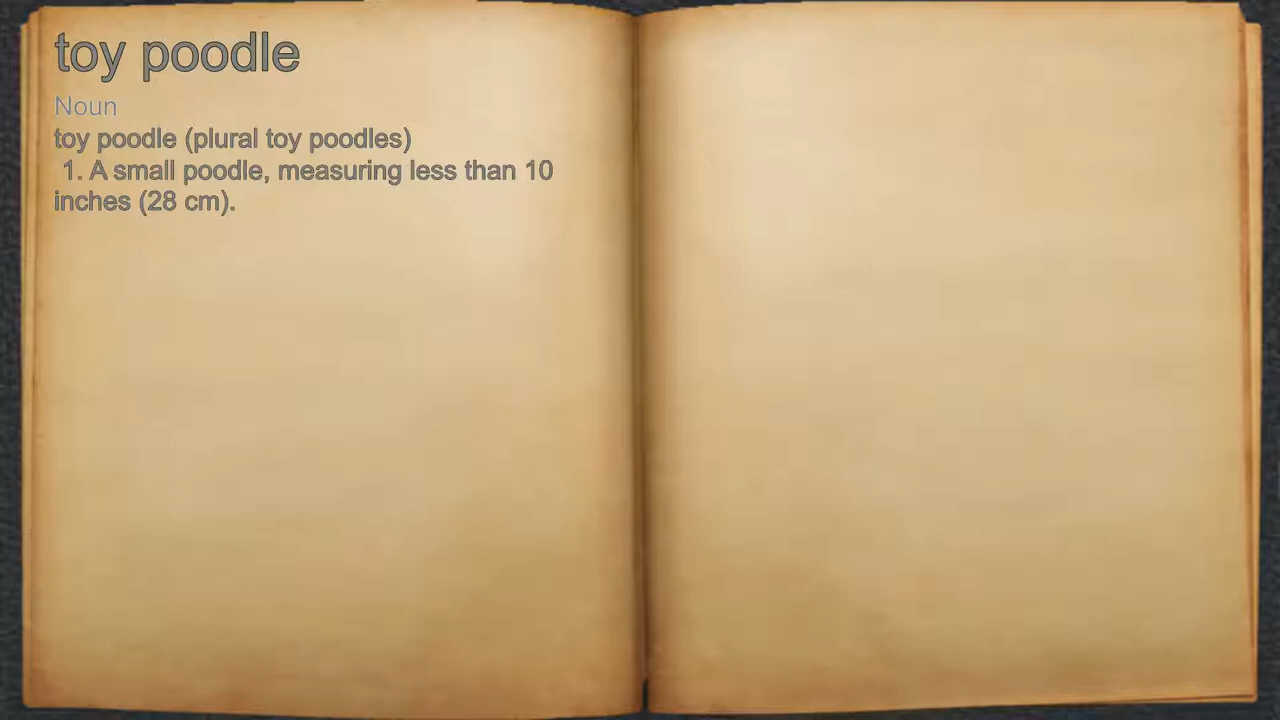 toy poodle
Noun
toy poodle (plural toy poodles)
1. A small poodle, measuring less than 10
inches (28 cm).